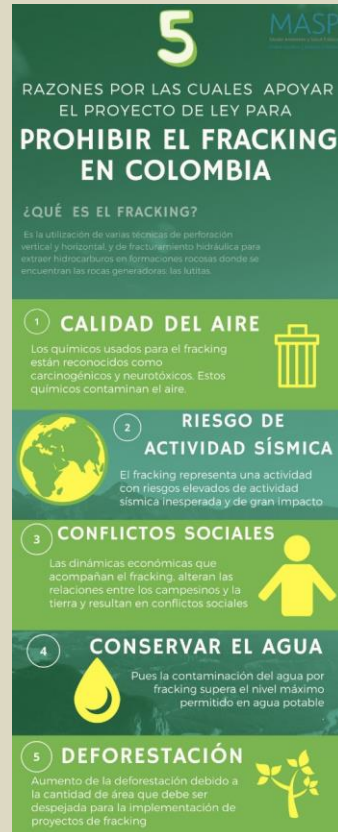 5
MASP
RAZONES POR LAS CUALES APOYAR
EL PROYECTO DE LEY PARA
PROHIBIR EL FRACKING
EN COLOMBIA
¿QUÉ ES EL FRACKING?
Es la utilización de varias técnicas de perforación
vertical y horizontal, y de fracturamiento hidráulica para
extraer hidrocarburos en formaciones rocosas donde se
encuentran las rocas generadoras: las lutitas.
1 CALIDAD DEL AIRE
Los químicos usados para el fracking
están reconocidos como
carcinogénicos y neurotóxicos. Estos
químicos contaminan el aire.
2 RIESGO DE
ACTIVIDAD SÍSMICA
El fracking representa una actividad
con riesgos elevados de actividad
sísmica inesperada y de gran impacto
3 CONFLICTOS SOCIALES
Las dinámicas económicas que
acompañan el fracking, alteran las
relaciones entre los campesinos y la
tierra y resultan en conflictos sociales
4 CONSERVAR EL AGUA
Pues la contaminación del agua por
fracking supera el nivel máximo
permitido en agua potable
5 DEFORESTACIÓN
Aumento de la deforestación debido a
la cantidad de área que debe ser
despejada para la implementación de
proyectos de fracking